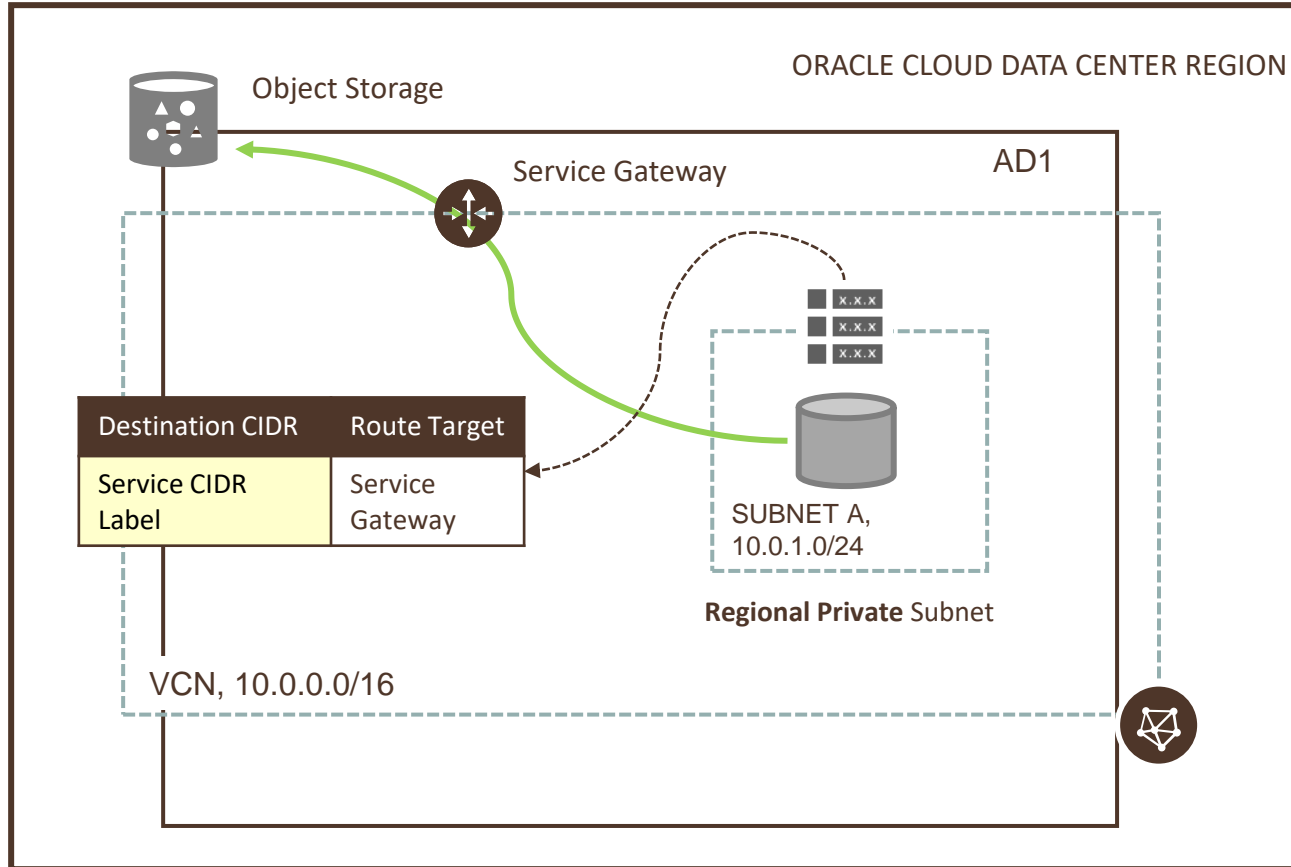 ORACLE CLOUD DATA CENTER REGION
Object Storage
AD1
Service Gateway
x.x.x
x.x.x
x.x.x
Destination CIDR
Route Target
Service CIDR
Label
Service
Gateway
SUBNET A,
10.0.1.0/24
Regional Private Subnet
VCN, 10.0.0.0/16